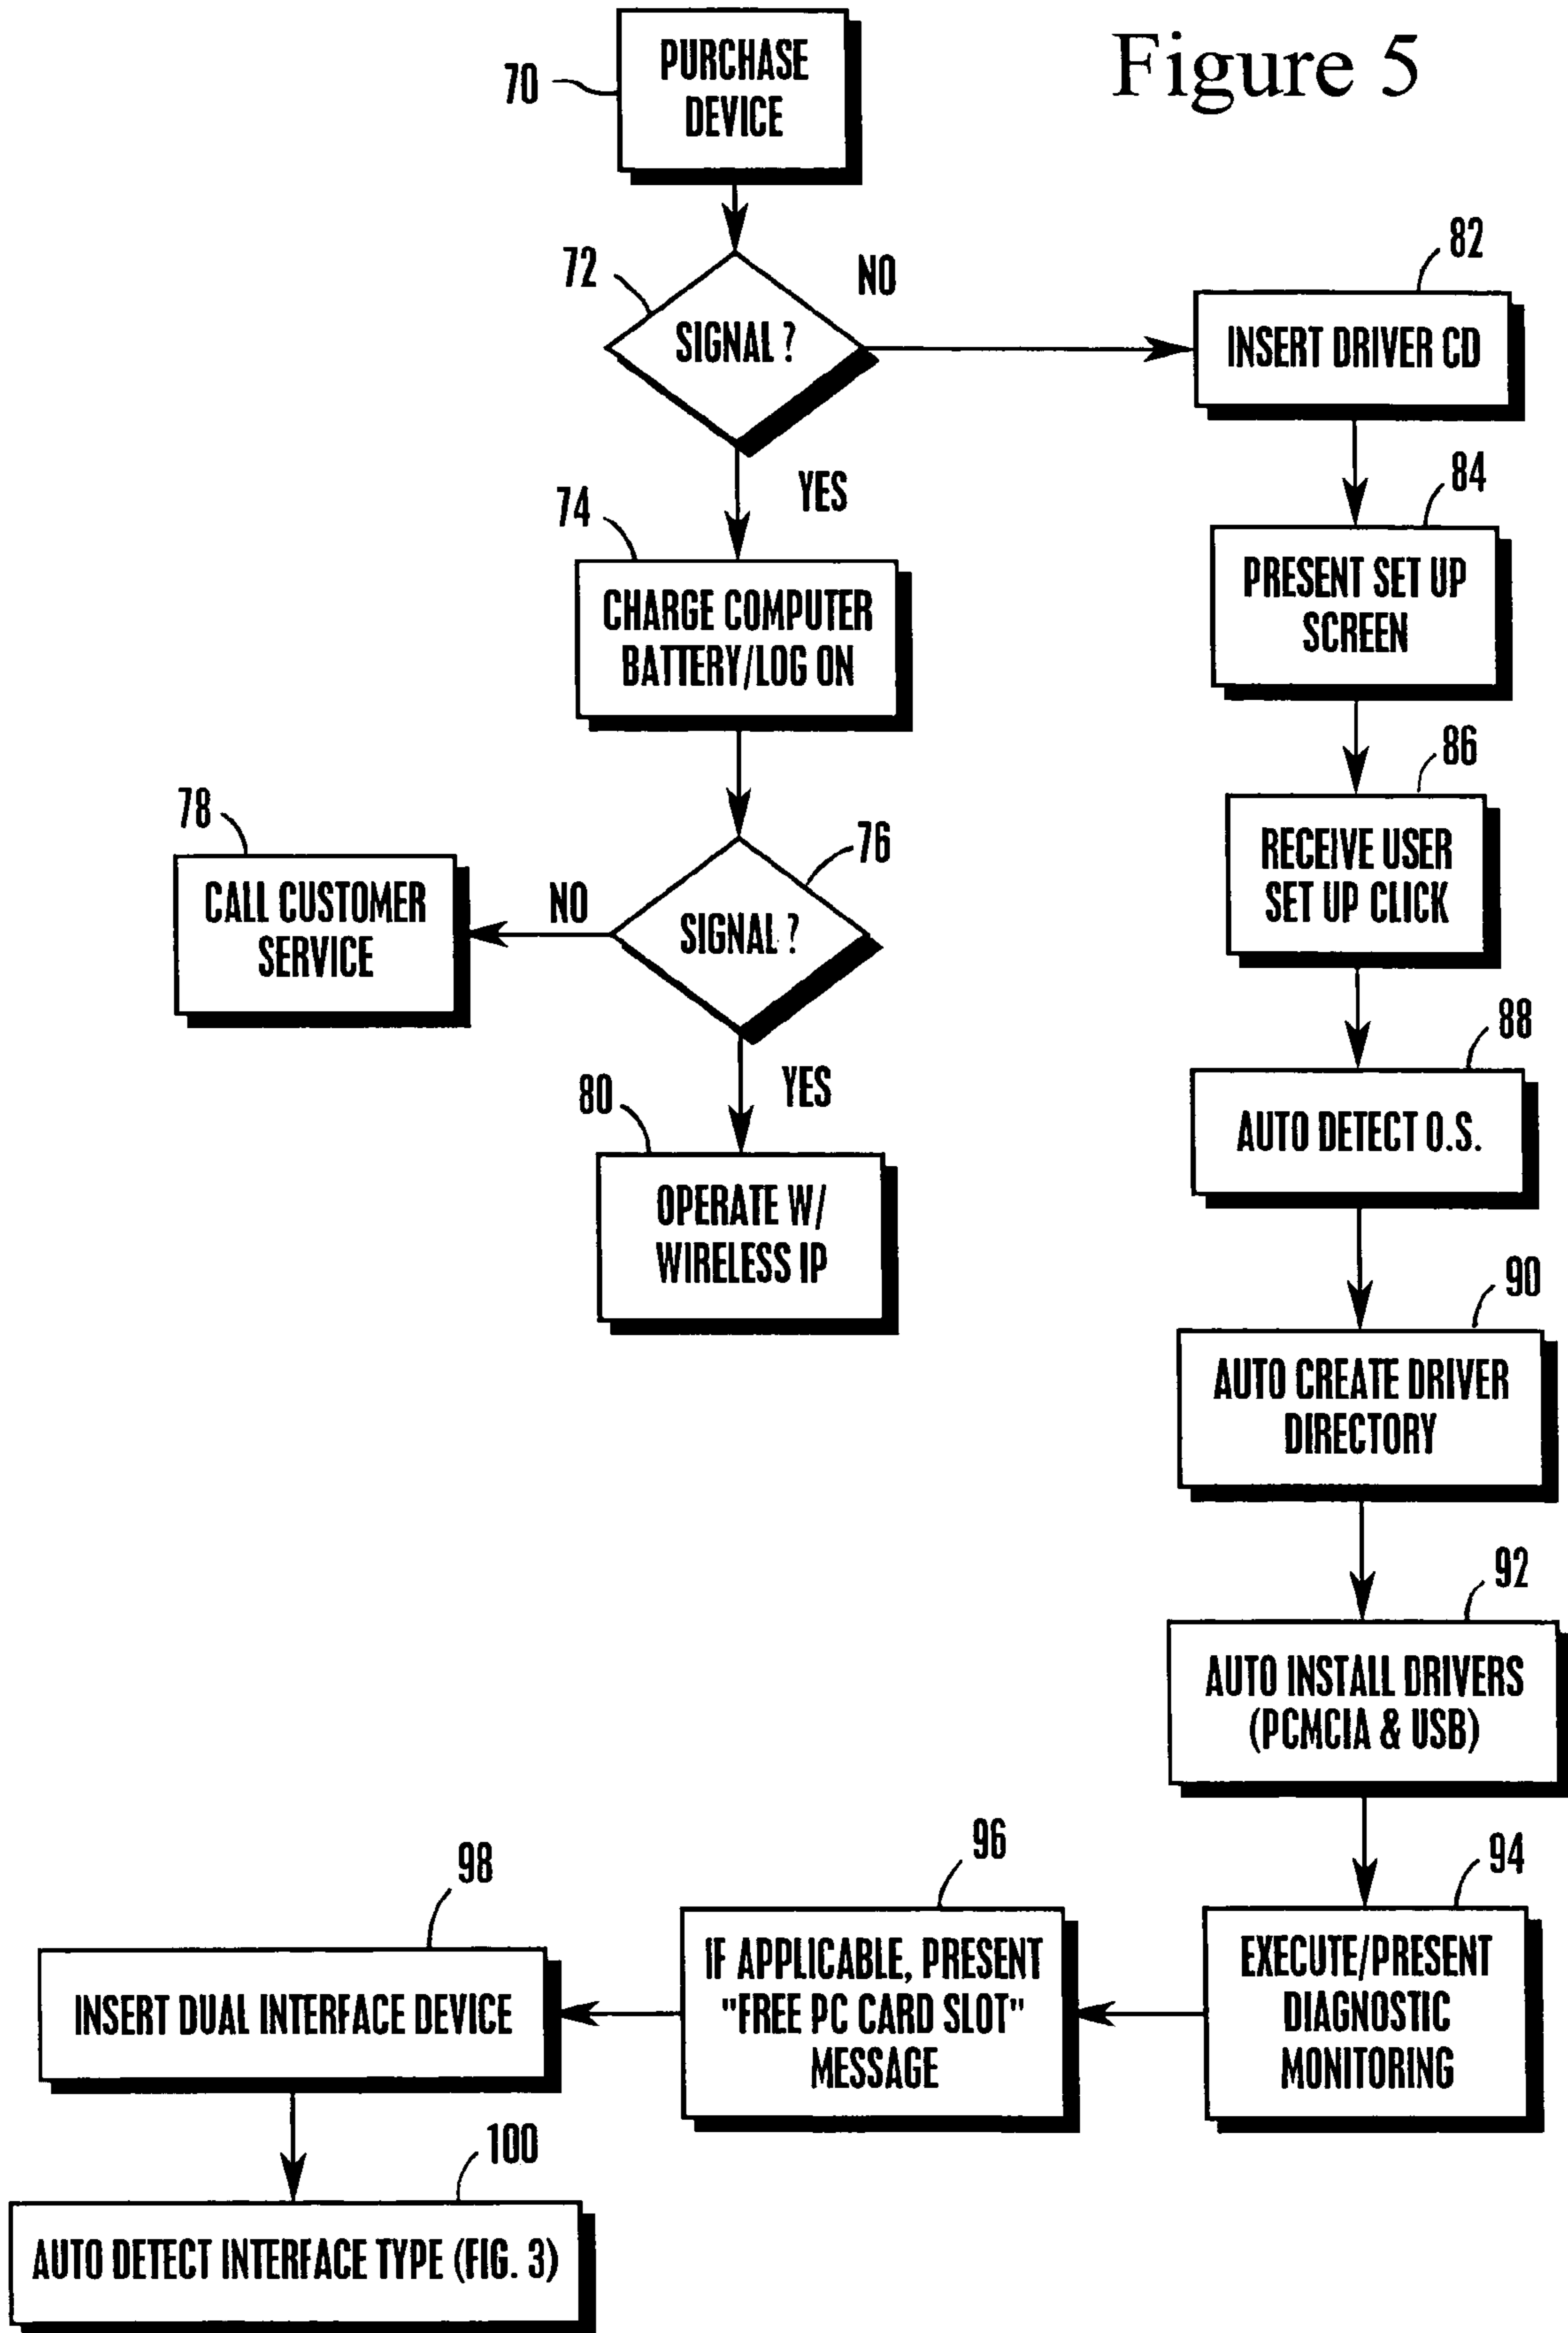 Figure 5
70
PURCHASE
DEVICE
72
SIGNAL ?
NO
YES
74
CHARGE COMPUTER
BATTERY/LOG ON
76
SIGNAL ?
NO
78
CALL CUSTOMER
SERVICE
YES
80
OPERATE W/
WIRELESS IP
82
INSERT DRIVER CD
84
PRESENT SET UP
SCREEN
86
RECEIVE USER
SET UP CLICK
88
AUTO DETECT O.S.
90
AUTO CREATE DRIVER
DIRECTORY
92
AUTO INSTALL DRIVERS
(PCMCIA & USB)
94
EXECUTE/PRESENT
DIAGNOSTIC
MONITORING
96
IF APPLICABLE, PRESENT
"FREE PC CARD SLOT"
MESSAGE
98
INSERT DUAL INTERFACE DEVICE
100
AUTO DETECT INTERFACE TYPE (FIG. 3)